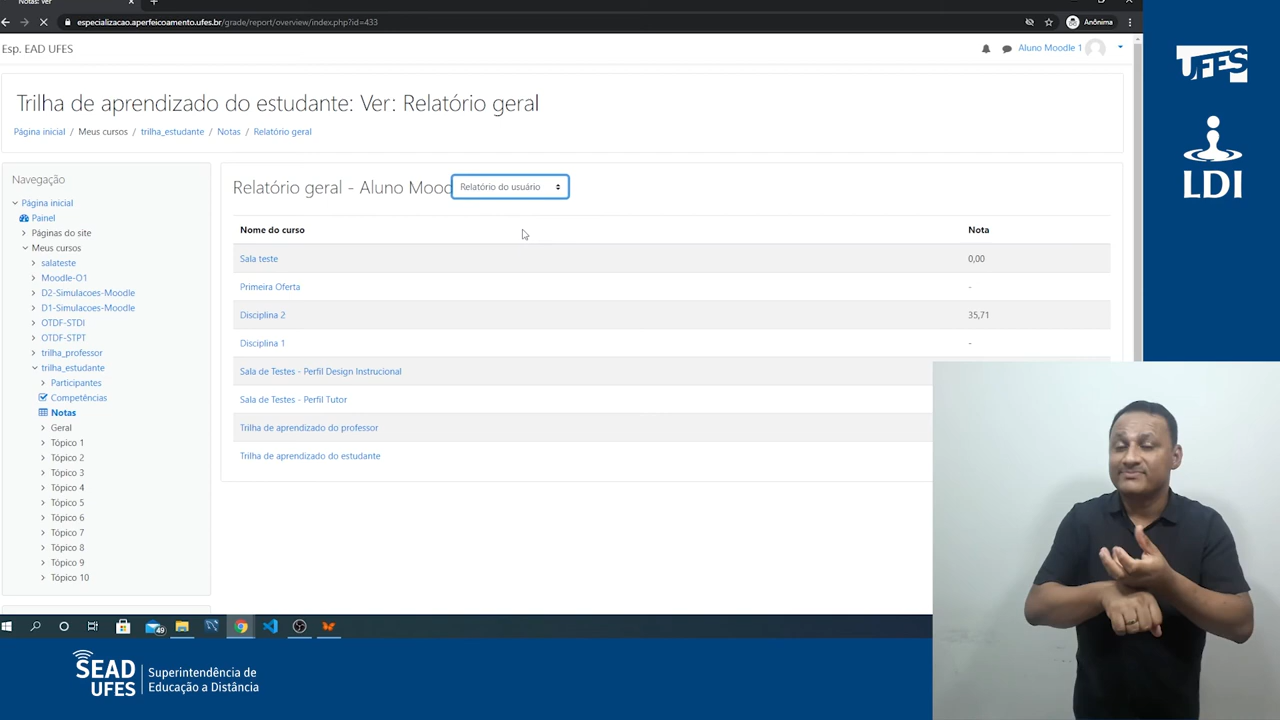 Notas: Ver
especializacao.aperfeicoamento.ufes.br/grade/report/overview/index.php?id=433
Anônima
Esp. EAD UFES
Aluno Moodle 1
Trilha de aprendizado do estudante: Ver: Relatório geral
Página inicial / Meus cursos / trilha_estudante / Notas / Relatório geral
Navegação
Página inicial
Painel
Páginas do site
Meus cursos
salateste
Moodle-O1
D2-Simulacoes-Moodle
D1-Simulacoes-Moodle
OTDF-STDI
OTDF-STPT
trilha_professor
trilha_estudante
Participantes
Competências
Notas
Geral
Tópico 1
Tópico 2
Tópico 3
Tópico 4
Tópico 5
Tópico 6
Tópico 7
Tópico 8
Tópico 9
Tópico 10
Relatório geral - Aluno Mood
Relatório do usuário
Nome do curso Nota
Sala teste 0,00
Primeira Oferta -
Disciplina 2 35,71
Disciplina 1 -
Sala de Testes - Perfil Design Instrucional
Sala de Testes - Perfil Tutor
Trilha de aprendizado do professor
Trilha de aprendizado do estudante
49
UFES
LDI
SEAD
UFES
Superintendência de
Educação a Distância